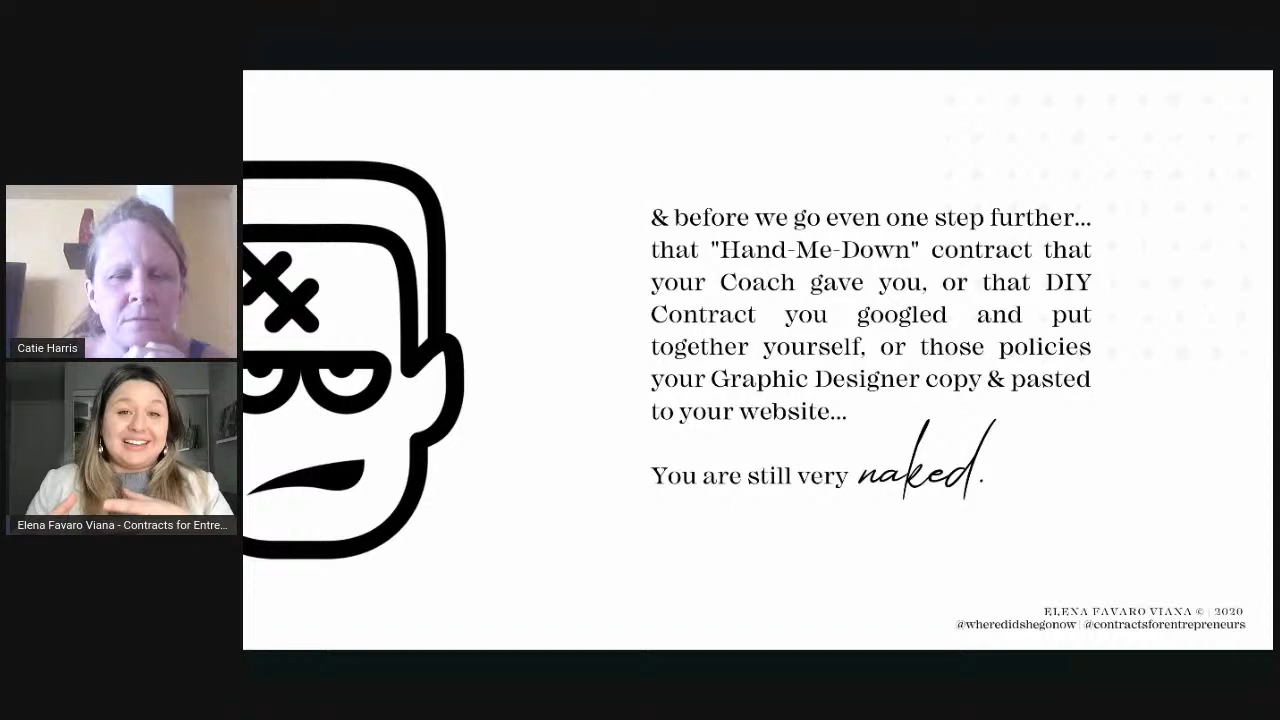 & before we go even one step further...
that "Hand-Me-Down" contract that
your Coach gave you, or that DIY
Contract you googled and put
together yourself, or those policies
your Graphic Designer copy & pasted
to your website...
You are still very naked.
Catie Harris
Elena Favaro Viana - Contracts for Entre...
ELENA FAVARO VIANA © | 2020
@wheredidshegonow | @contractsforentrepreneurs